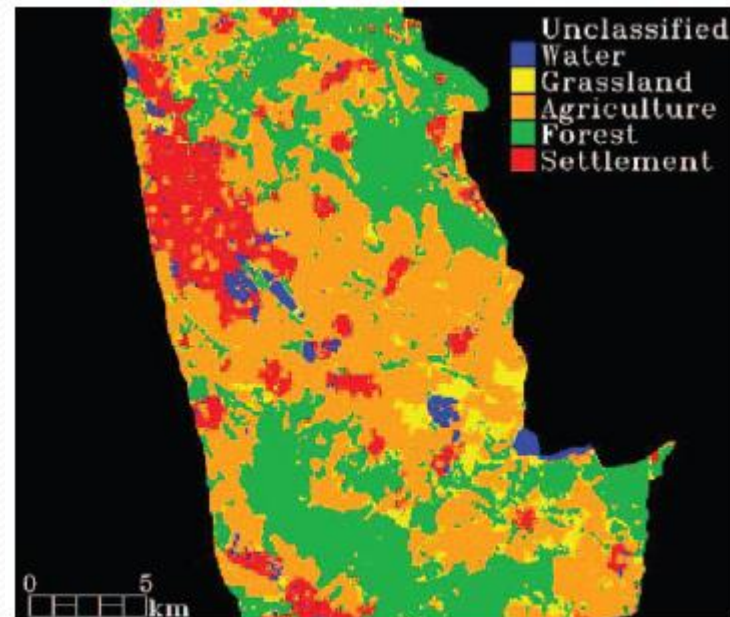 Unclassified
Water
Grassland
Agriculture
Forest
Settlement
0 5
km